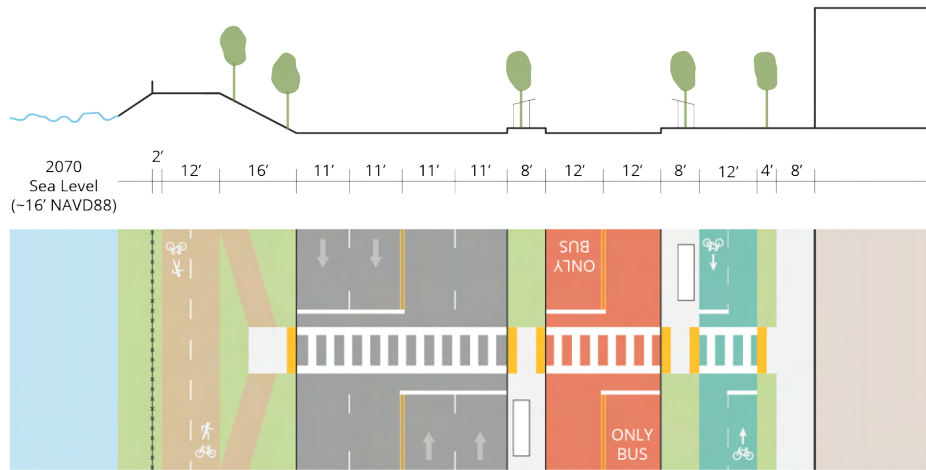 2070
Sea Level
(~16’ NAVD88)
2’
12’
16’
11’
11’
11’
11’
8’
12’
12’
8’
12’
4’
8’
ONLY
BUS
ONLY
BUS